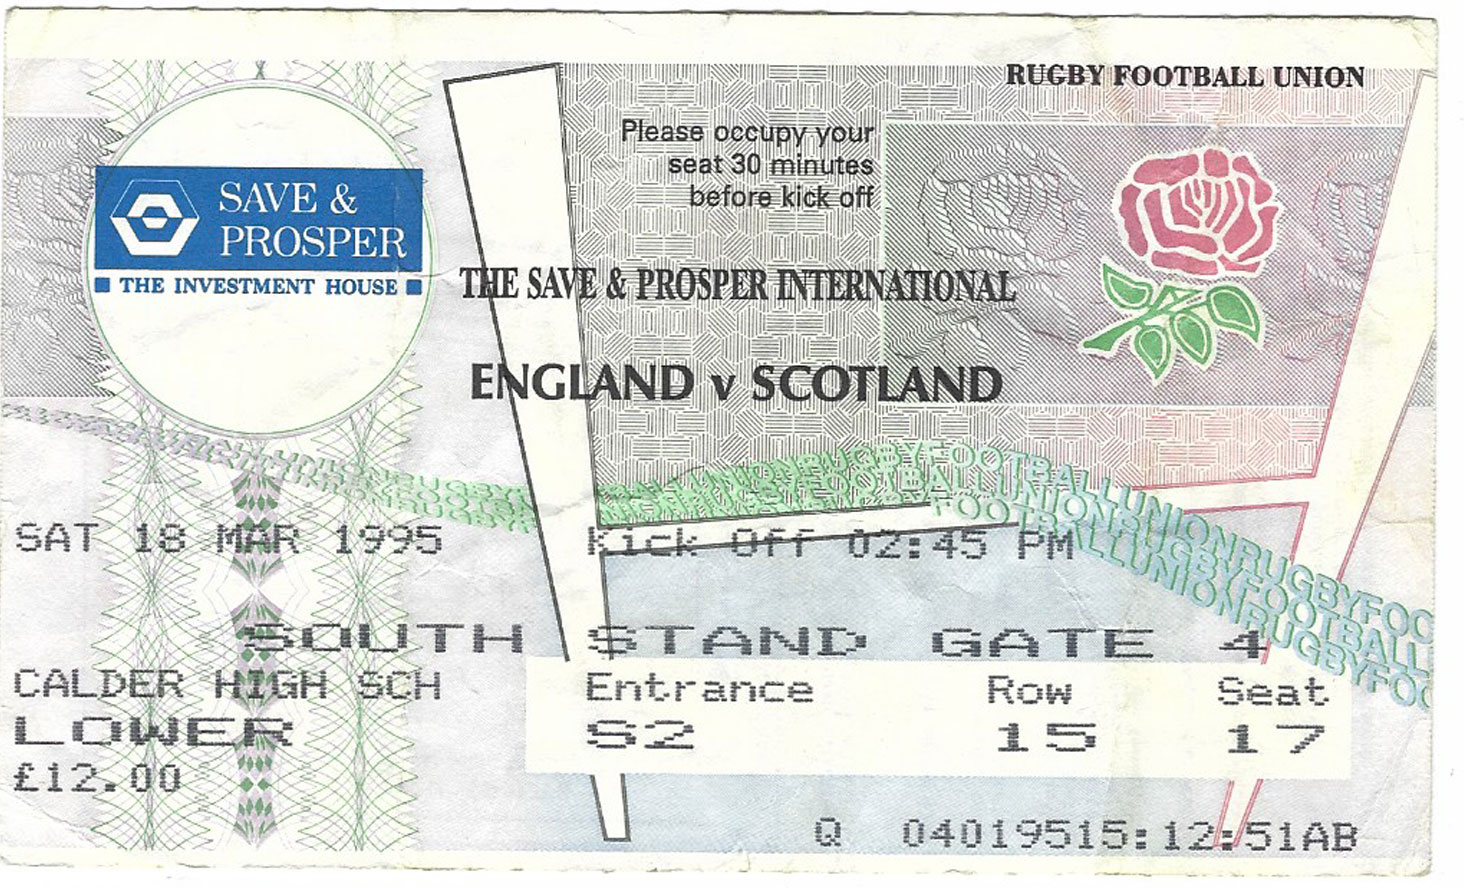 RUGBY FOOTBALL UNION
Please occupy your
seat 30 minutes
before kick off
SAVE &
PROSPER
THE INVESTMENT HOUSE
THE SAVE & PROSPER INTERNATIONAL
ENGLAND v SCOTLAND
SAT 18 MAR 1995 Kick Off 02:45 PM
SOUTH STAND GATE 4
CALDER HIGH SCH Entrance Row Seat
LOWER S2 15 17
£12.00
Q 04019515:12:51AB